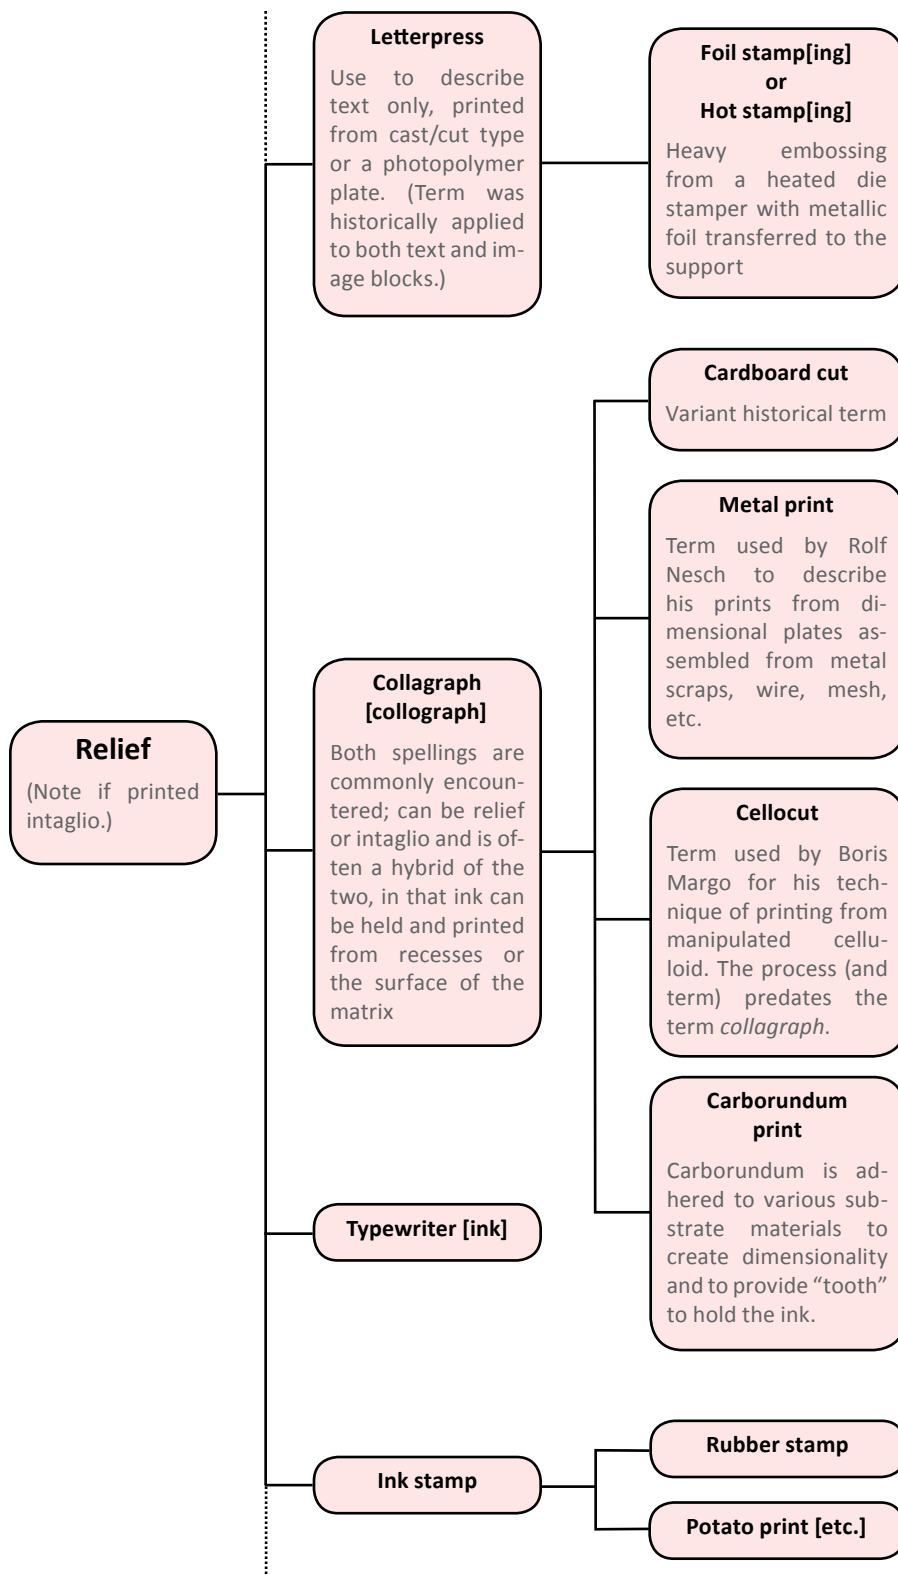 Relief
(Note if printed
intaglio.)
Letterpress
Use to describe
text only, printed
from cast/cut type
or a photopolymer
plate. (Term was
historically applied
to both text and im-
age blocks.)
Foil stamp[ing]
or
Hot stamp[ing]
Heavy embossing
from a heated die
stamper with metallic
foil transferred to the
support
Collagraph
[collograph]
Both spellings are
commonly encoun-
tered; can be relief
or intaglio and is of-
ten a hybrid of the
two, in that ink can
be held and printed
from recesses or
the surface of the
matrix
Cardboard cut
Variant historical term
Metal print
Term used by Rolf
Nesch to describe
his prints from di-
mensional plates as-
sembled from metal
scraps, wire, mesh,
etc.
Cellocut
Term used by Boris
Margo for his tech-
nique of printing from
manipulated cellu-
loid. The process (and
term) predates the
term collagraph.
Carborundum
print
Carborundum is ad-
hered to various sub-
strate materials to
create dimensionality
and to provide “tooth”
to hold the ink.
Typewriter [ink]
Ink stamp
Rubber stamp
Potato print [etc.]